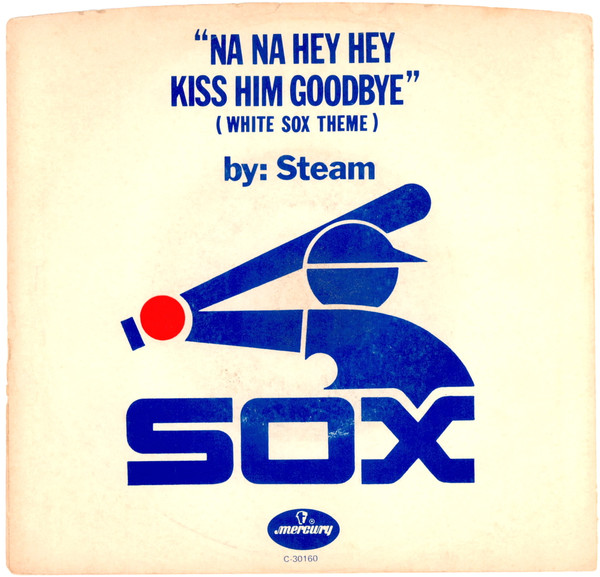 “NA NA HEY HEY
KISS HIM GOODBYE”
(WHITE SOX THEME)
by: Steam
SOX
mercury ®
C-30160